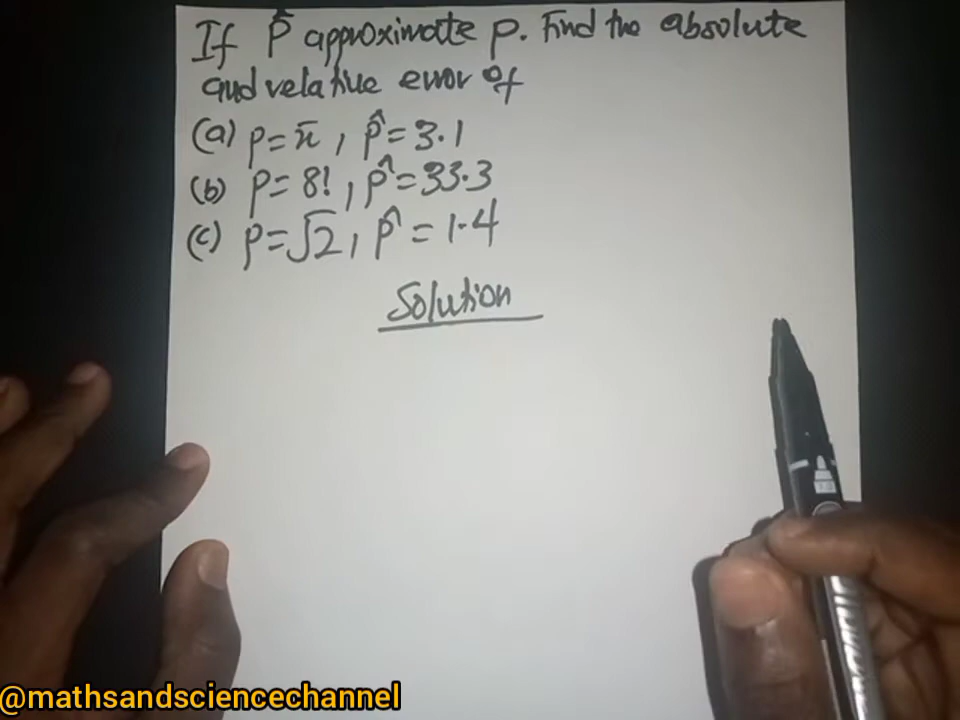 If p̂ approximate p. Find the absolute
and relative error of
(a) p = π, p̂ = 3.1
(b) p = 8!, p̂ = 33.3
(c) p = √2, p̂ = 1.4
Solution
@mathsandsciencechannel